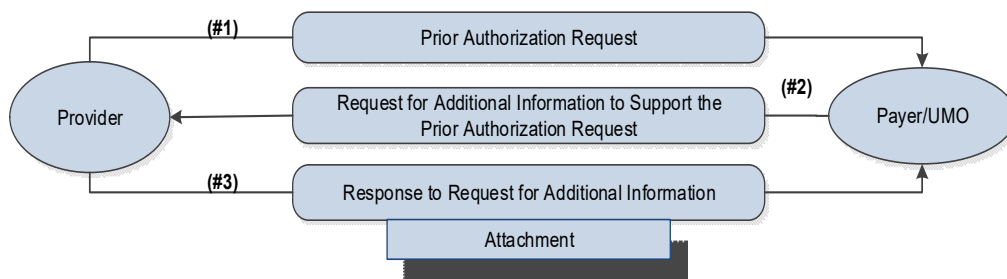 (#1)
Prior Authorization Request
Provider
Request for Additional Information to Support the
Prior Authorization Request
(#2)
Payer/UMO
(#3)
Response to Request for Additional Information
Attachment